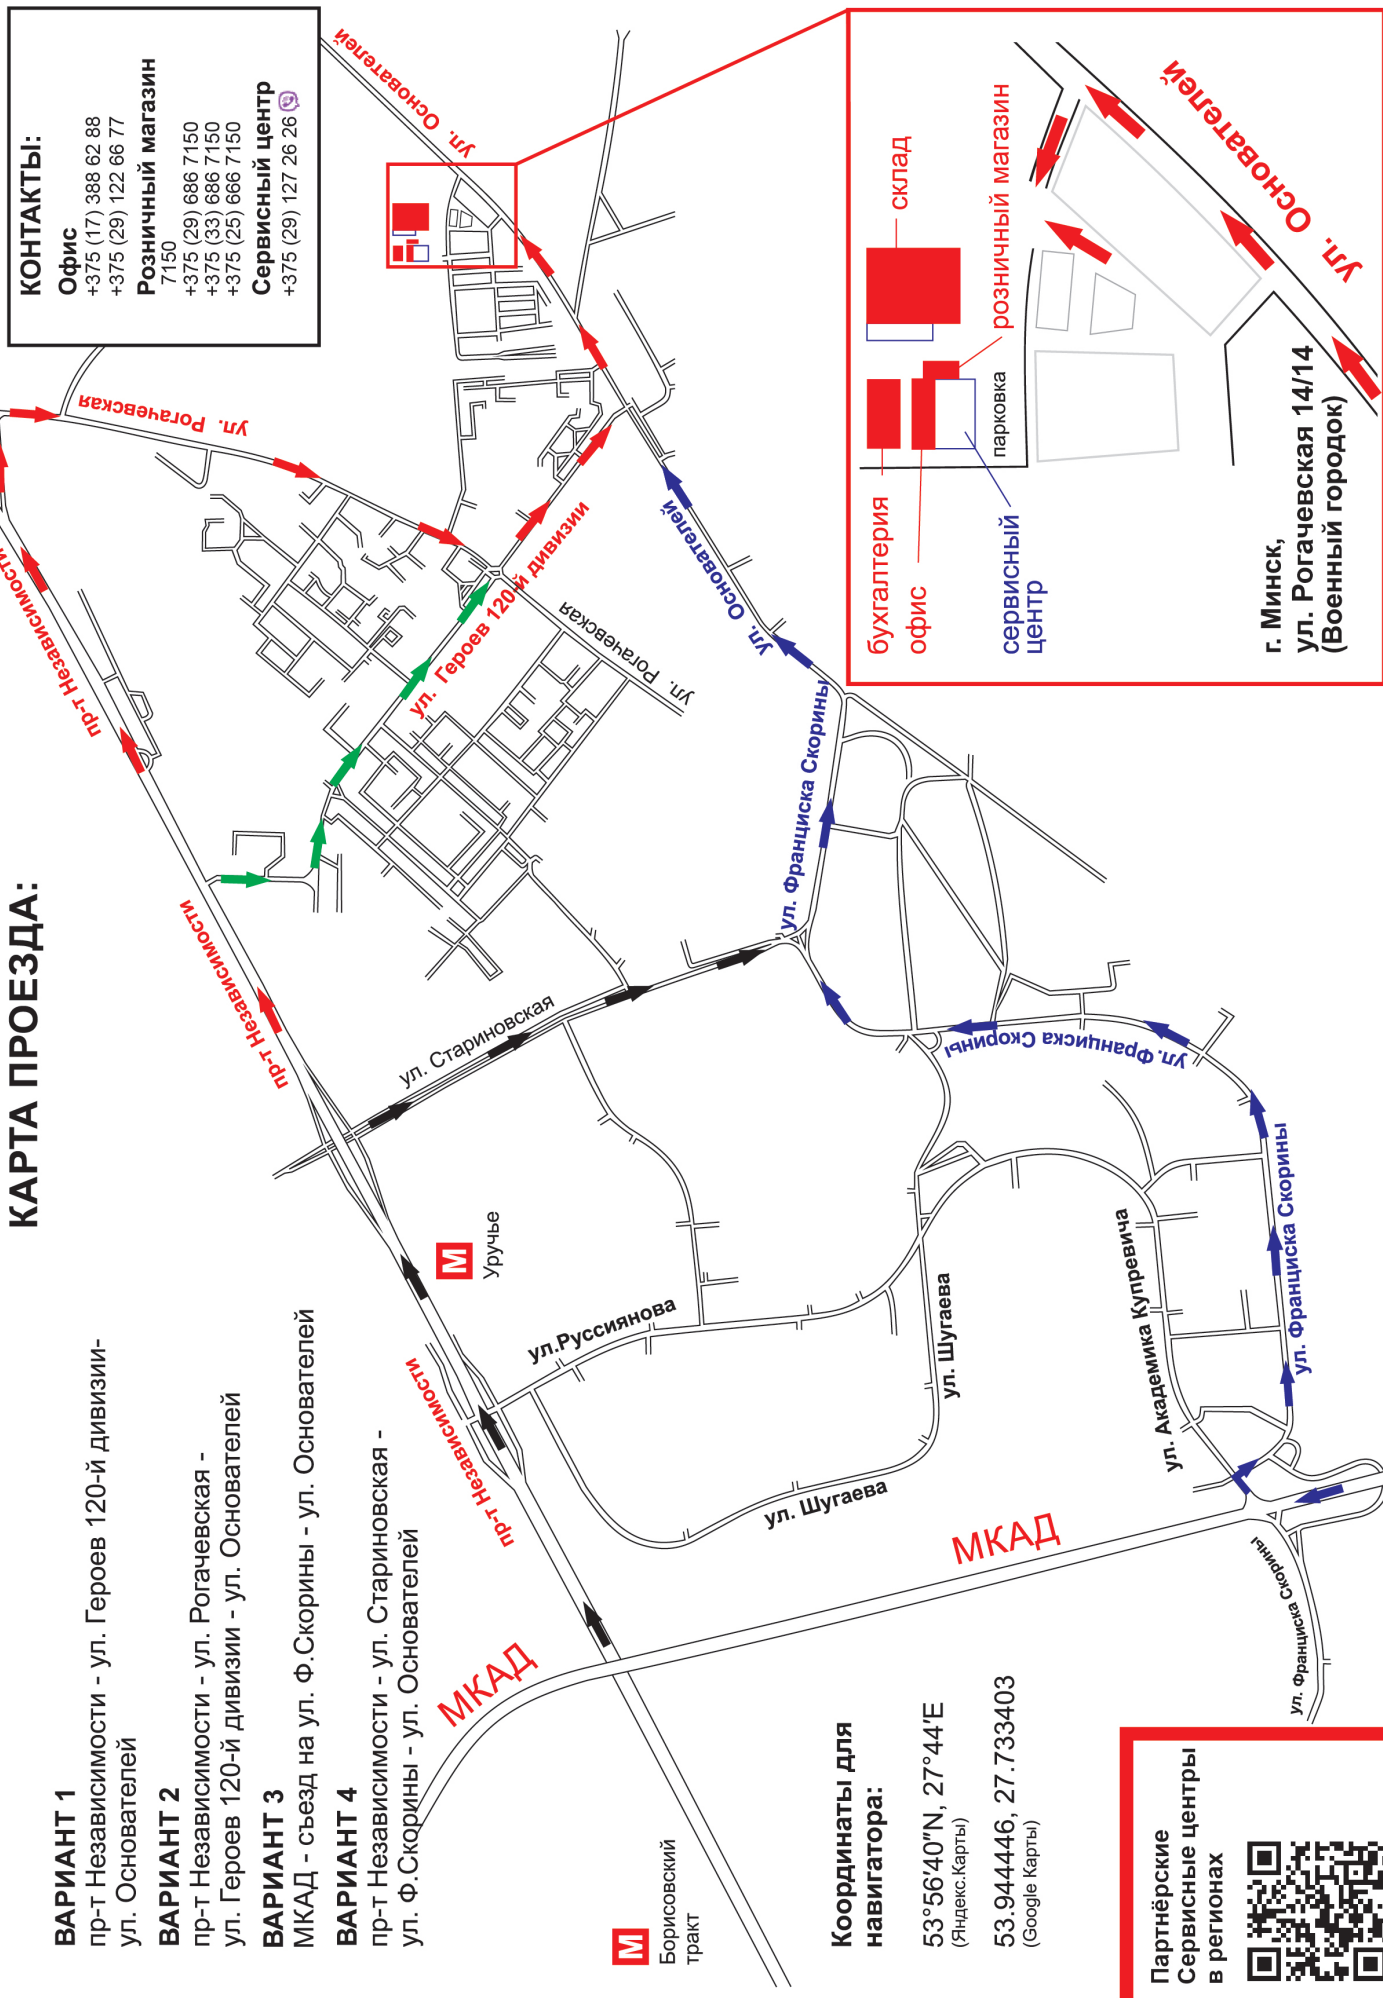 КАРТА ПРОЕЗДА:
ВАРИАНТ 1
пр-т Независимости - ул. Героев 120-й дивизии-
ул. Основателей
ВАРИАНТ 2
пр-т Независимости - ул. Рогачевская -
ул. Героев 120-й дивизии - ул. Основателей
ВАРИАНТ 3
МКАД - съезд на ул. Ф.Скорины - ул. Основателей
ВАРИАНТ 4
пр-т Независимости - ул. Стариновская -
ул. Ф.Скорины - ул. Основателей
КОНТАКТЫ:
Офис
+375 (17) 388 62 88
+375 (29) 122 66 77
Розничный магазин
7150
+375 (29) 686 7150
+375 (33) 686 7150
+375 (25) 666 7150
Сервисный центр
+375 (29) 127 26 26
пр-т Независимости
пр-т Независимости
пр-т Независимости
пр-т Независимости
ул. Рогачевская
ул. Основателей
ул. Героев 120-й дивизии
ул. Рогачевская
ул. Основателей
ул. Стариновская
ул. Франциска Скорины
ул. Франциска Скорины
ул. Франциска Скорины
ул. Франциска Скорины
М
Уручье
ул.Руссиянова
ул. Шугаева
ул. Шугаева
ул. Академика Купревича
МКАД
МКАД
М
Борисовский
тракт
Координаты для
навигатора:
53°56'40"N, 27°44'E
(Яндекс.Карты)
53.944446, 27.733403
(Google Карты)
Партнёрские
Сервисные центры
в регионах
бухгалтерия
офис
сервисный
центр
парковка
розничный магазин
склад
ул. Основателей
г. Минск,
ул. Рогачевская 14/14
(Военный городок)